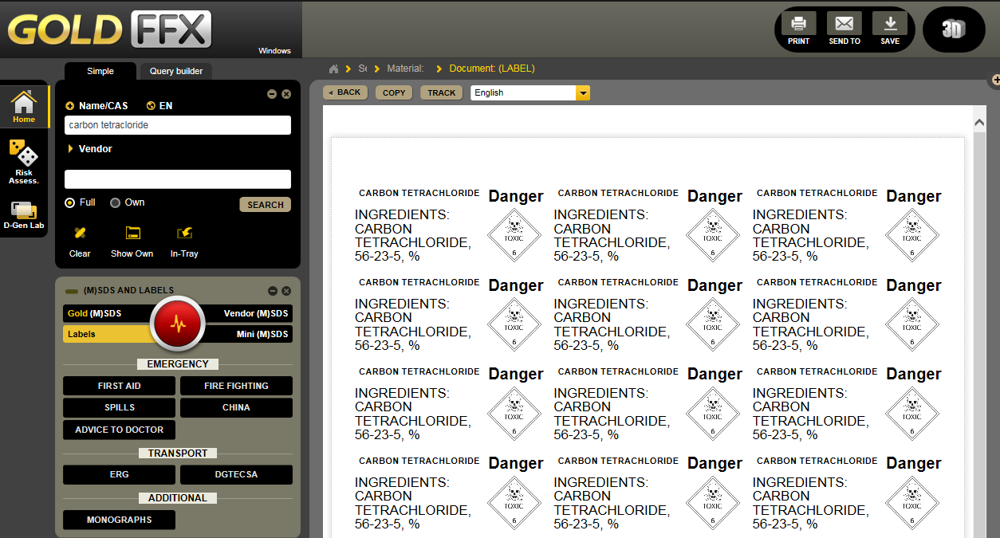 GOLD FFX
Windows
PRINT
SEND TO
SAVE
3D
Simple
Query builder
Material:
Document: (LABEL)
BACK
COPY
TRACK
English
Home
Risk
Assess.
D-Gen Lab
Name/CAS
EN
carbon tetracloride
Vendor
Full
Own
SEARCH
Clear
Show Own
In-Tray
(M)SDS AND LABELS
Gold (M)SDS
Vendor (M)SDS
Labels
Mini (M)SDS
EMERGENCY
FIRST AID
FIRE FIGHTING
SPILLS
CHINA
ADVICE TO DOCTOR
TRANSPORT
ERG
DGTECSA
ADDITIONAL
MONOGRAPHS
CARBON TETRACHLORIDE Danger
INGREDIENTS:
CARBON
TETRACHLORIDE,
56-23-5, %
TOXIC
6
CARBON TETRACHLORIDE Danger
INGREDIENTS:
CARBON
TETRACHLORIDE,
56-23-5, %
TOXIC
6
CARBON TETRACHLORIDE Danger
INGREDIENTS:
CARBON
TETRACHLORIDE,
56-23-5, %
TOXIC
6
CARBON TETRACHLORIDE Danger
INGREDIENTS:
CARBON
TETRACHLORIDE,
56-23-5, %
TOXIC
6
CARBON TETRACHLORIDE Danger
INGREDIENTS:
CARBON
TETRACHLORIDE,
56-23-5, %
TOXIC
6
CARBON TETRACHLORIDE Danger
INGREDIENTS:
CARBON
TETRACHLORIDE,
56-23-5, %
TOXIC
6
CARBON TETRACHLORIDE Danger
INGREDIENTS:
CARBON
TETRACHLORIDE,
56-23-5, %
TOXIC
6
CARBON TETRACHLORIDE Danger
INGREDIENTS:
CARBON
TETRACHLORIDE,
56-23-5, %
TOXIC
6
CARBON TETRACHLORIDE Danger
INGREDIENTS:
CARBON
TETRACHLORIDE,
56-23-5, %
TOXIC
6
CARBON TETRACHLORIDE Danger
INGREDIENTS:
CARBON
TETRACHLORIDE,
56-23-5, %
TOXIC
6
CARBON TETRACHLORIDE Danger
INGREDIENTS:
CARBON
TETRACHLORIDE,
56-23-5, %
TOXIC
6
CARBON TETRACHLORIDE Danger
INGREDIENTS:
CARBON
TETRACHLORIDE,
56-23-5, %
TOXIC
6